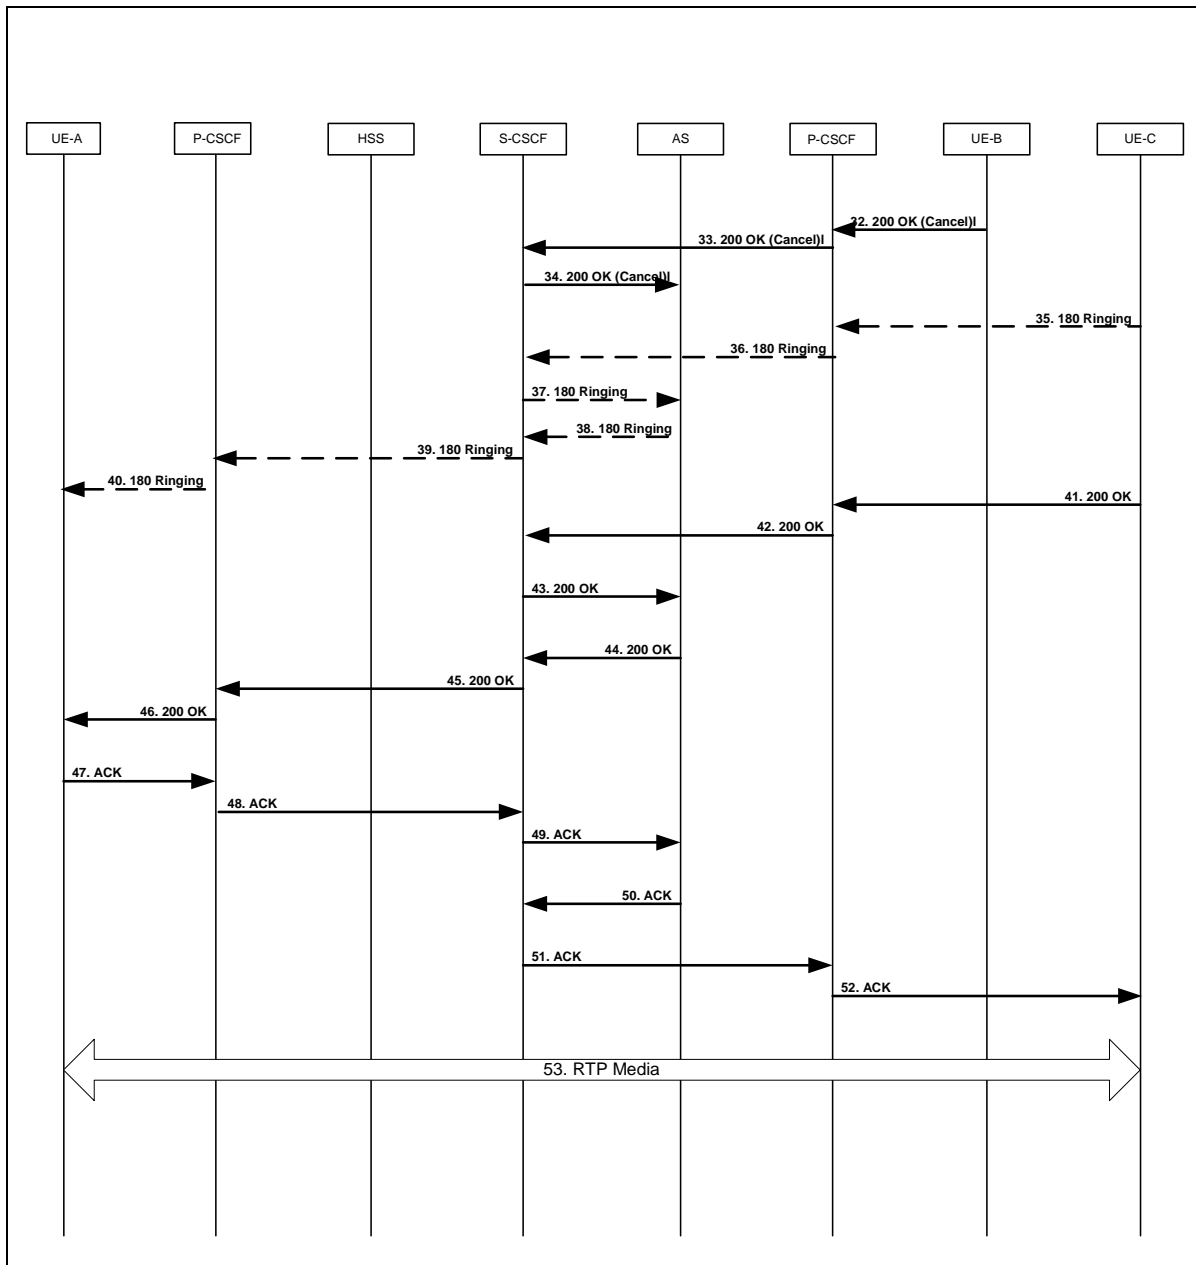 UE-A
P-CSCF
HSS
S-CSCF
AS
P-CSCF
UE-B
UE-C
32. 200 OK (Cancel)l
33. 200 OK (Cancel)l
34. 200 OK (Cancel)l
35. 180 Ringing
36. 180 Ringing
37. 180 Ringing
38. 180 Ringing
39. 180 Ringing
40. 180 Ringing
41. 200 OK
42. 200 OK
43. 200 OK
44. 200 OK
45. 200 OK
46. 200 OK
47. ACK
48. ACK
49. ACK
50. ACK
51. ACK
52. ACK
53. RTP Media